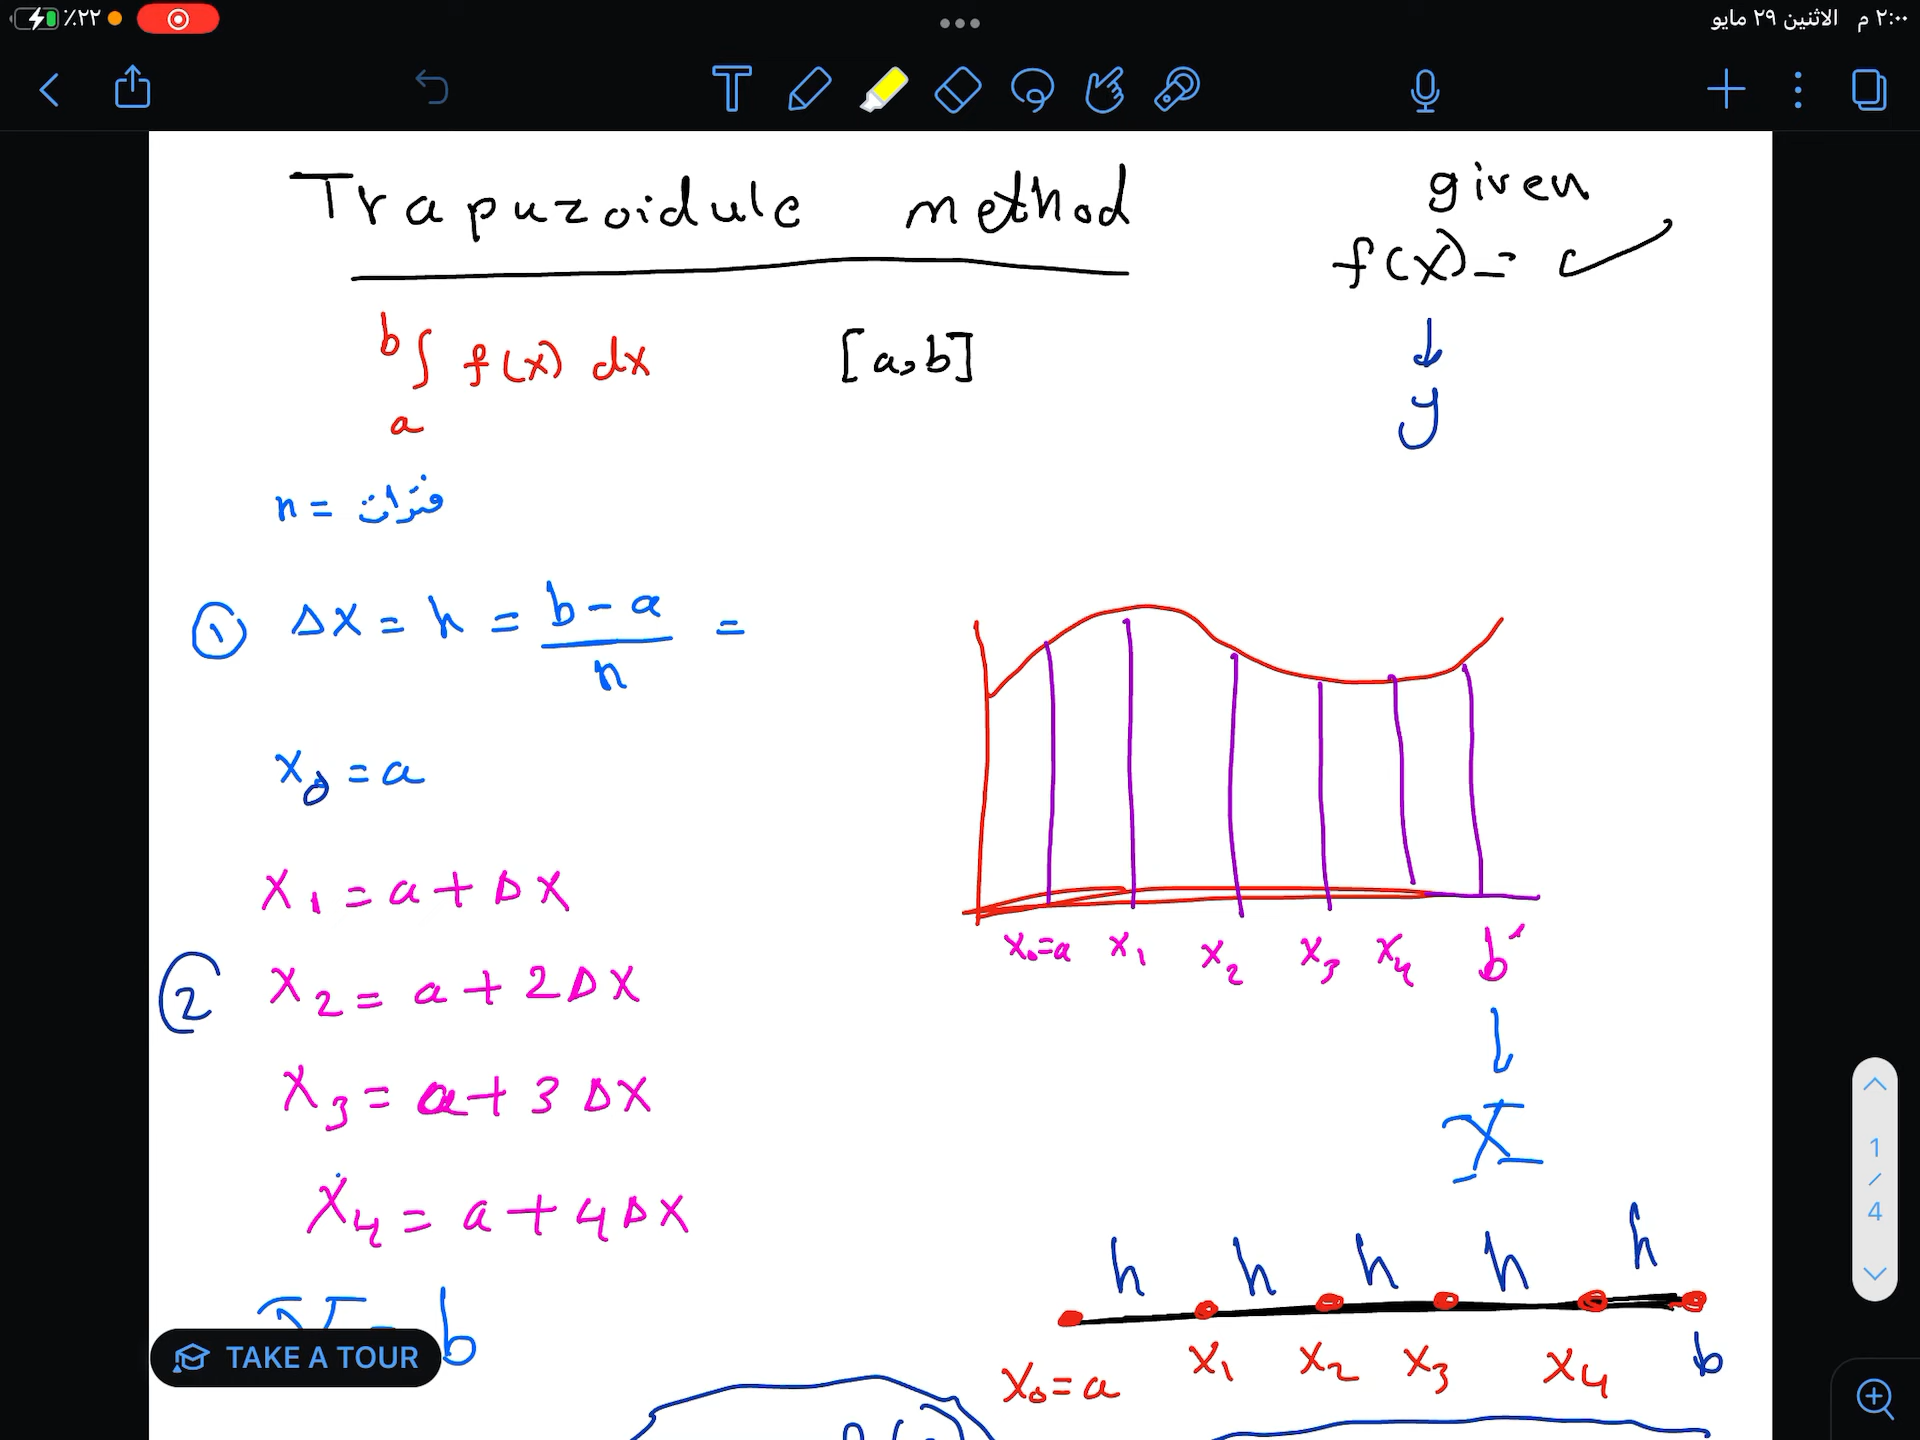 ٪٢٢
٢:٠٠ م الاثنين ٢٩ مايو
Trapuzoidule method
given
f(x) =
b∫ f(x) dx
a
[a,b]
y
n = فترات
① Δx = h = b - a / n =
x₀ = a
x₁ = a + Δx
② x₂ = a + 2Δx
x₃ = a + 3Δx
x₄ = a + 4Δx
b
x₀=a x₁ x₂ x₃ x₄ b
X
h h h h h
x₀=a x₁ x₂ x₃ x₄ b
TAKE A TOUR
1
/
4